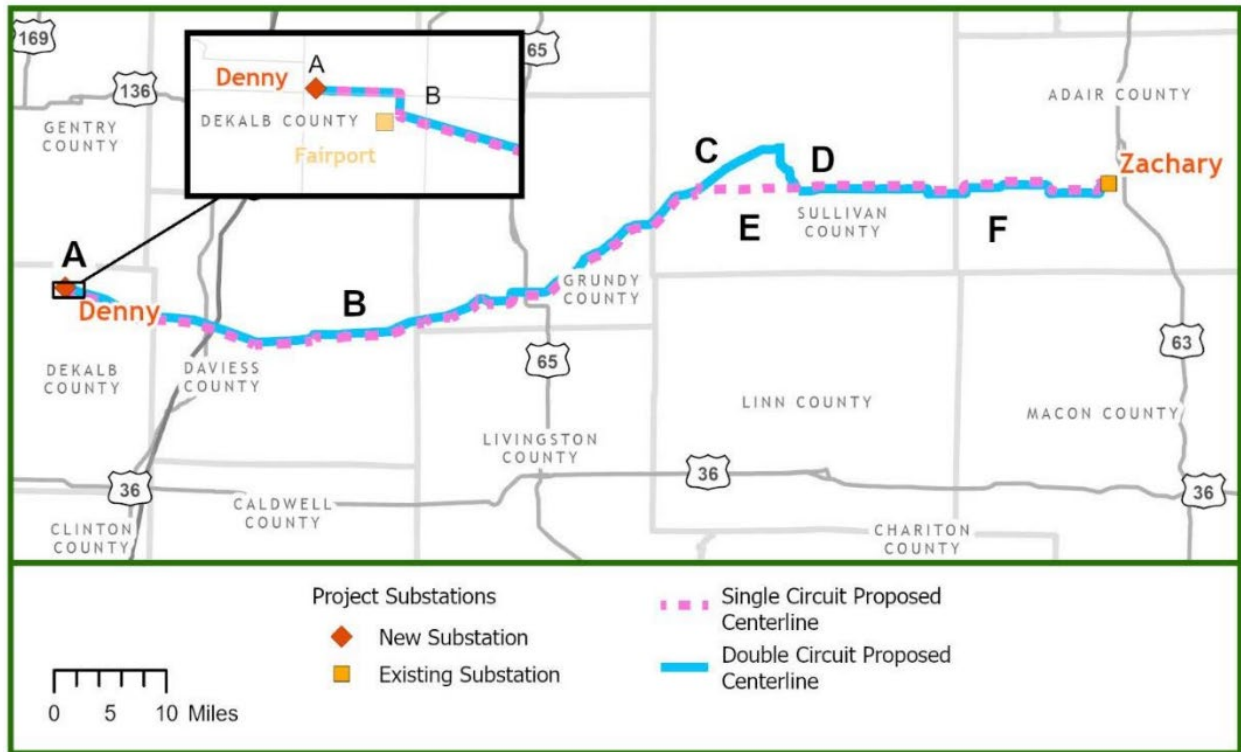 169
136
65
A
Denny
B
DEKALB COUNTY
Fairport
GENTRY
COUNTY
ADAIR COUNTY
Zachary
C
D
E
SULLIVAN
COUNTY
F
A
Denny
B
GRUNDY
COUNTY
DEKALB
COUNTY
DAVIESS
COUNTY
65
63
LINN COUNTY
MACON COUNTY
LIVINGSTON
COUNTY
36
36
36
CALDWELL
COUNTY
CLINTON
COUNTY
CHARITON
COUNTY
Project Substations
New Substation
Existing Substation
Single Circuit Proposed
Centerline
Double Circuit Proposed
Centerline
0 5 10 Miles